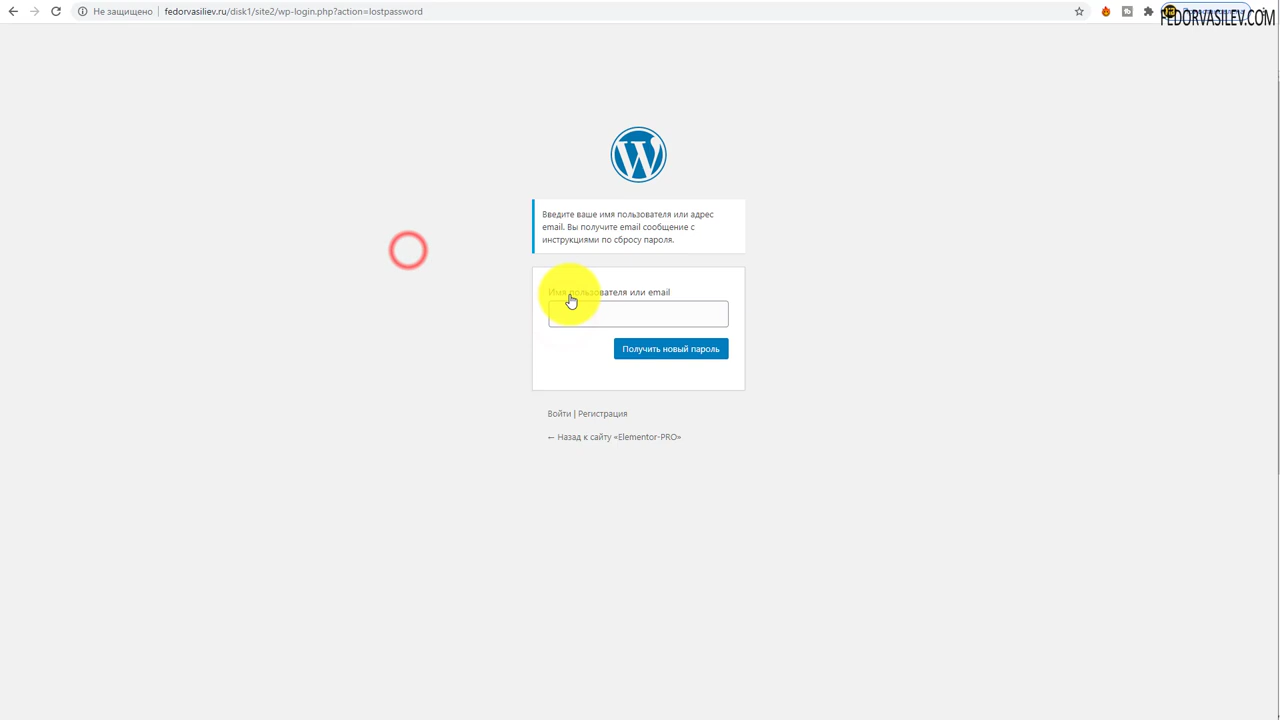 Не защищено
fedorvasiliev.ru/disk1/site2/wp-login.php?action=lostpassword
FEDORVASILEV.COM
Введите ваше имя пользователя или адрес
email. Вы получите email сообщение с
инструкциями по сбросу пароля.
Имя пользователя или email
Получить новый пароль
Войти | Регистрация
← Назад к сайту «Elementor-PRO»